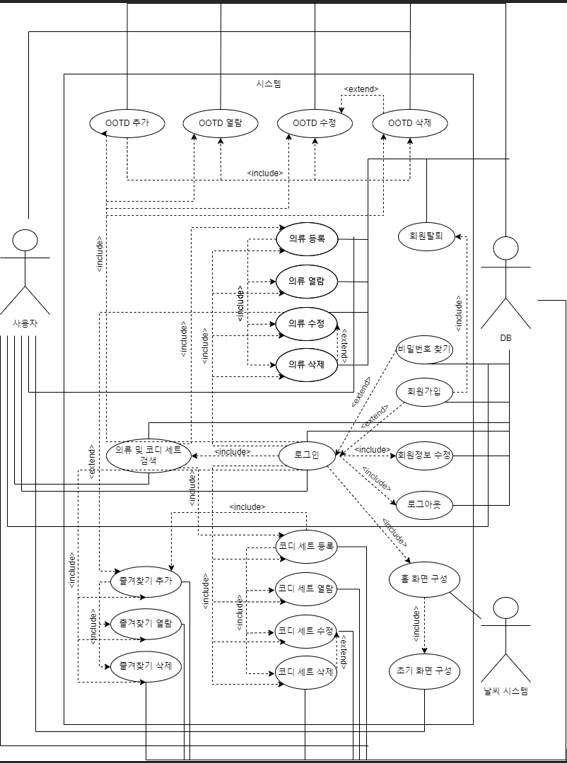 시스템
<extend>
OOTD 추가
OOTD 열람
OOTD 수정
OOTD 삭제
<include>
의류 등록
회원탈퇴
<include>
사용자
의류 열람
<include>
의류 수정
<include>
DB
<include>
<include>
<extend>
의류 삭제
비밀번호 찾기
<extend>
회원가입
<extend>
의류 및 코디 세트
검색
<include>
로그인
<include>
회원정보 수정
<extend>
<include>
<include>
로그아웃
<include>
<include>
코디 세트 등록
즐겨찾기 추가
<include>
<include>
코디 세트 열람
홈 화면 구성
<include>
즐겨찾기 열람
<include>
코디 세트 수정
<include>
<extend>
즐겨찾기 삭제
코디 세트 삭제
초기 화면 구성
날씨 시스템